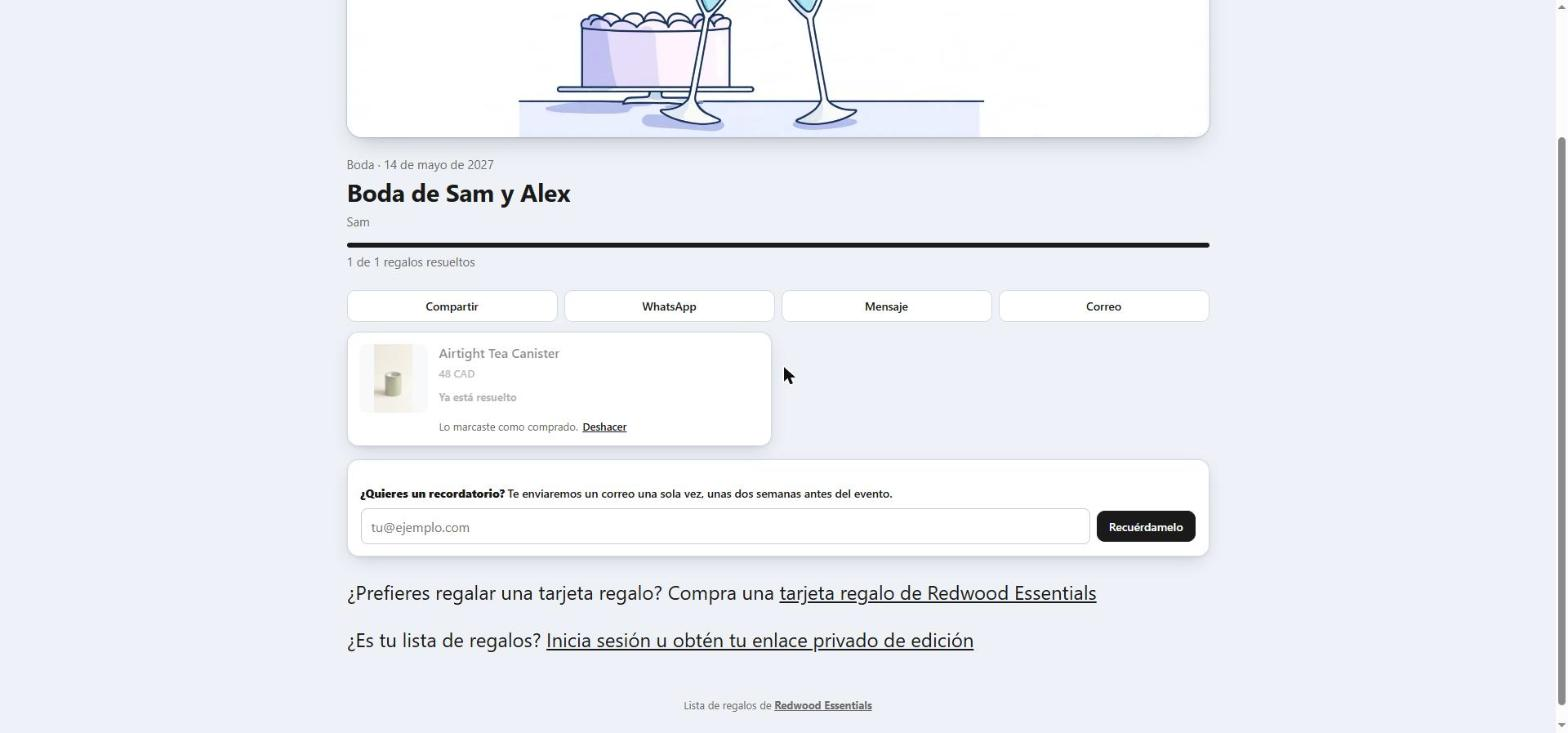 Boda · 14 de mayo de 2027
Boda de Sam y Alex
Sam
1 de 1 regalos resueltos
Compartir
WhatsApp
Mensaje
Correo
Airtight Tea Canister
48 CAD
Ya está resuelto
Lo marcaste como comprado. Deshacer
¿Quieres un recordatorio? Te enviaremos un correo una sola vez, unas dos semanas antes del evento.
tu@ejemplo.com
Recuérdamelo
¿Prefieres regalar una tarjeta regalo? Compra una tarjeta regalo de Redwood Essentials
¿Es tu lista de regalos? Inicia sesión u obtén tu enlace privado de edición
Lista de regalos de Redwood Essentials